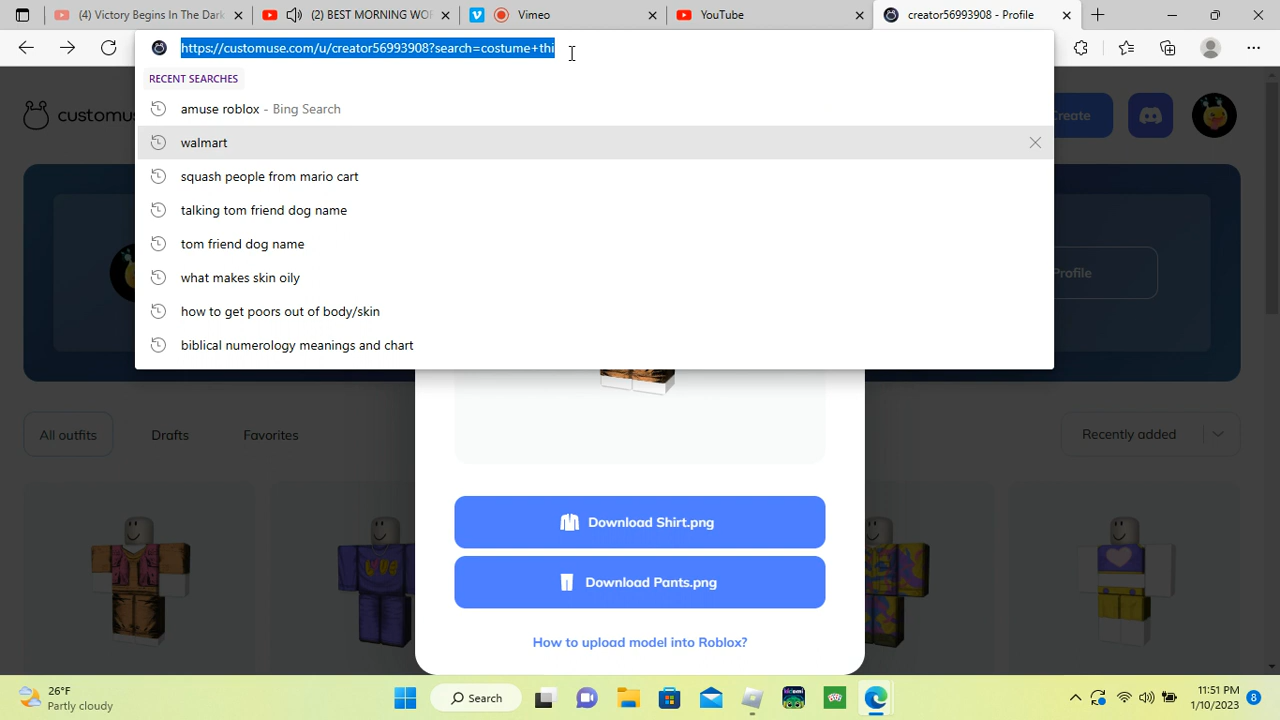 (4) Victory Begins In The Dark
(2) BEST MORNING WO
Vimeo
YouTube
creator56993908 - Profile
https://customuse.com/u/creator56993908?search=costume+thi
RECENT SEARCHES
amuse roblox - Bing Search
walmart
squash people from mario cart
talking tom friend dog name
tom friend dog name
what makes skin oily
how to get poors out of body/skin
biblical numerology meanings and chart
customu
Create
Profile
All outfits
Drafts
Favorites
Recently added
Download Shirt.png
Download Pants.png
How to upload model into Roblox?
26°F
Partly cloudy
Search
11:51 PM
1/10/2023
8